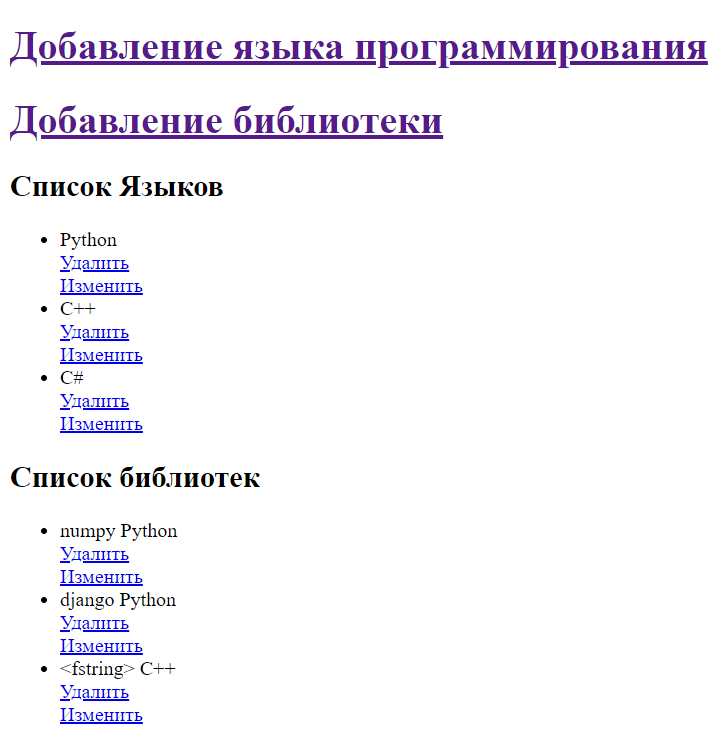 Добавление языка программирования
Добавление библиотеки
Список Языков
Python
Удалить
Изменить
C++
Удалить
Изменить
C#
Удалить
Изменить
Список библиотек
numpy Python
Удалить
Изменить
django Python
Удалить
Изменить
<fstring> C++
Удалить
Изменить